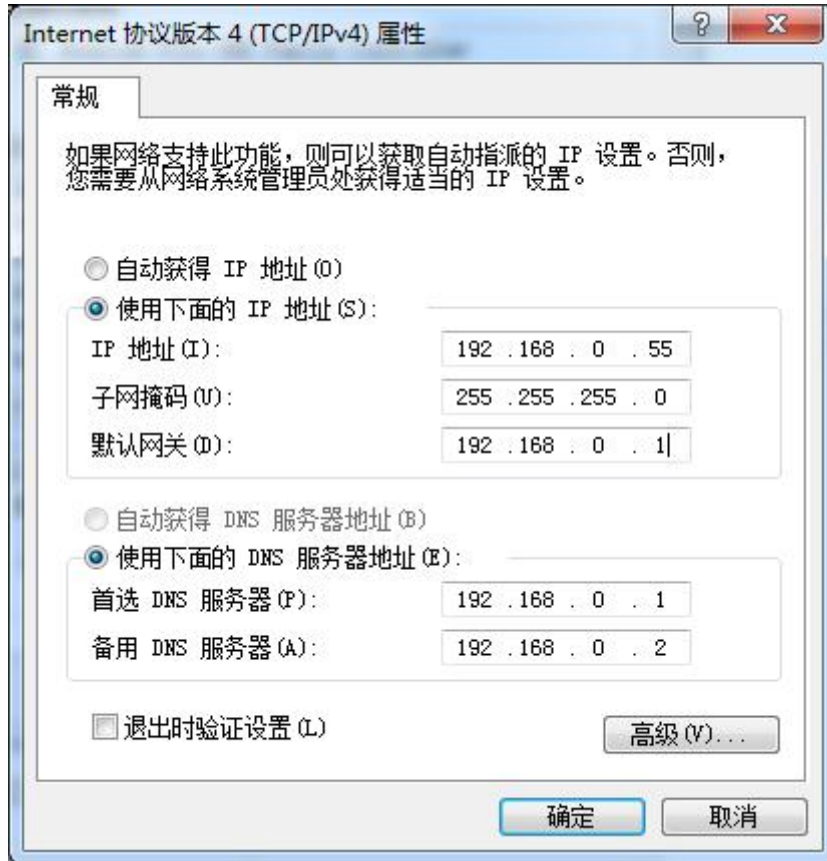 Internet 协议版本 4 (TCP/IPv4) 属性
常规
如果网络支持此功能，则可以获取自动指派的 IP 设置。否则，
您需要从网络系统管理员处获得适当的 IP 设置。
自动获得 IP 地址(O)
使用下面的 IP 地址(S):
IP 地址(I): 192 .168 . 0 . 55
子网掩码(U): 255 .255 .255 . 0
默认网关(D): 192 .168 . 0 . 1
自动获得 DNS 服务器地址(B)
使用下面的 DNS 服务器地址(E):
首选 DNS 服务器(P): 192 .168 . 0 . 1
备用 DNS 服务器(A): 192 .168 . 0 . 2
退出时验证设置(L)
高级(V)...
确定 取消